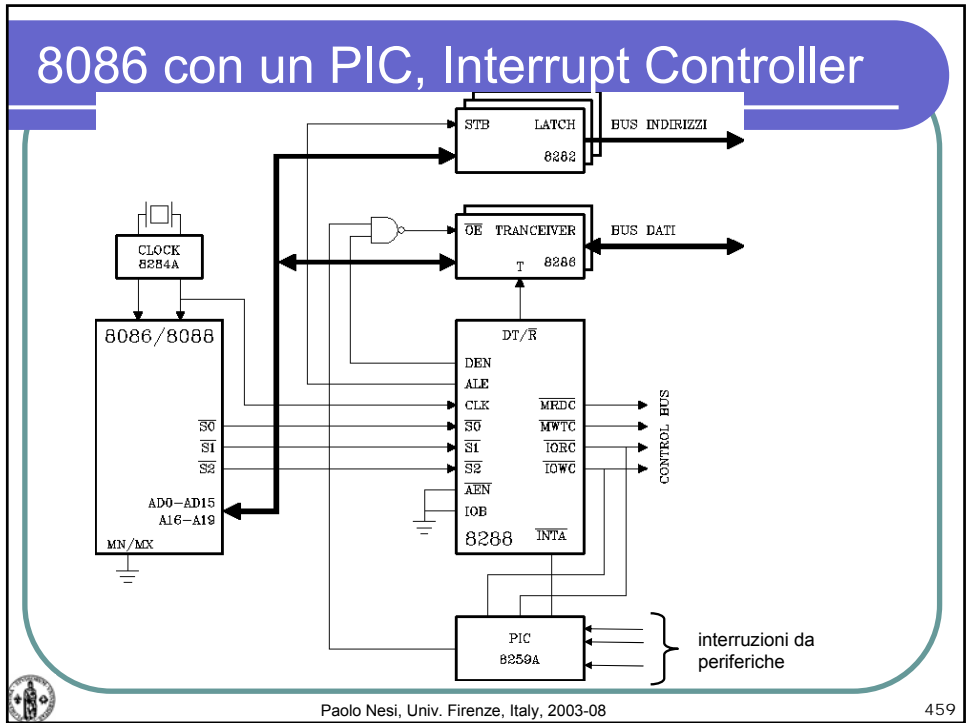 8086 con un PIC, Interrupt Controller
STB LATCH
8282
BUS INDIRIZZI
OE TRANCEIVER
T 8286
BUS DATI
CLOCK
8284A
8086/8088
S0
S1
S2
AD0-AD15
A16-A19
MN/MX
DT/R
DEN
ALE
CLK
S0
S1
S2
AEN
IOB
8288
MRDC
MWTC
IORC
IOWC
INTA
CONTROL BUS
PIC
8259A
interruzioni da
periferiche
Paolo Nesi, Univ. Firenze, Italy, 2003-08
459